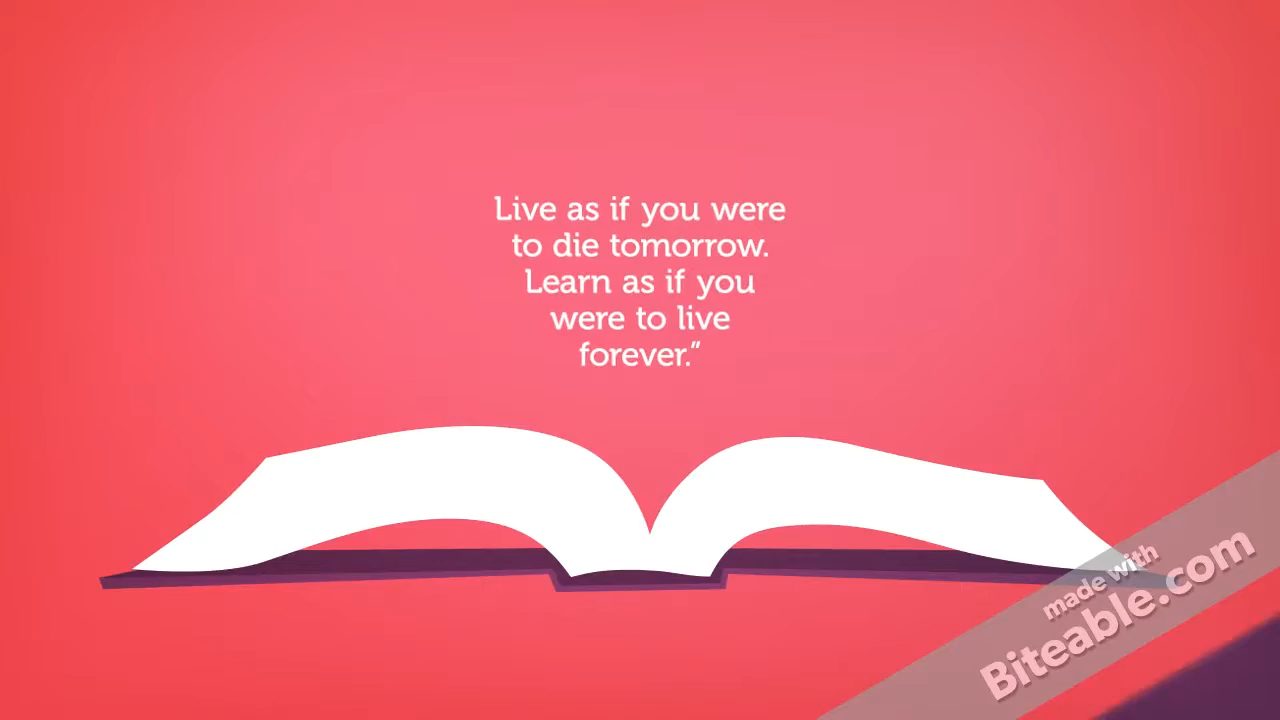 Live as if you were
to die tomorrow.
Learn as if you
were to live
forever.”
made with
Biteable.com